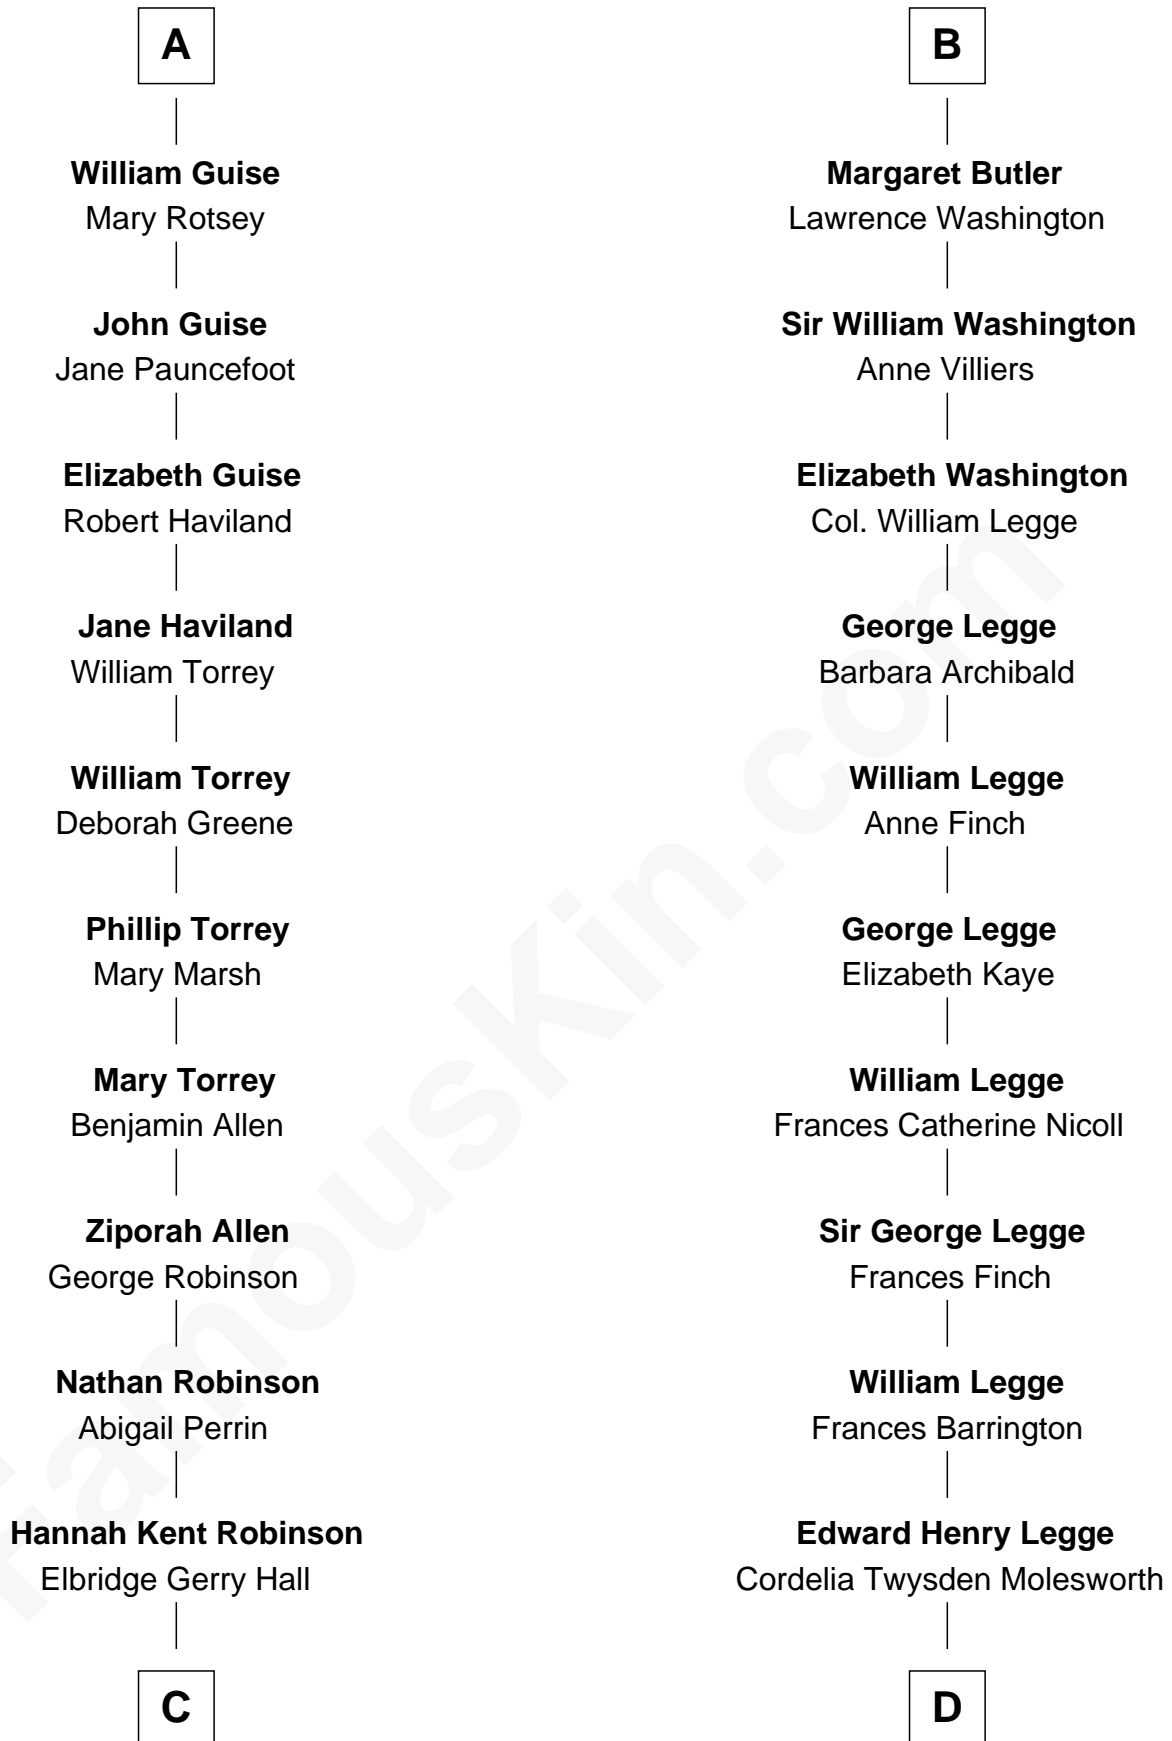 A
William Guise
Mary Rotsey
John Guise
Jane Pauncefoot
Elizabeth Guise
Robert Haviland
Jane Haviland
William Torrey
William Torrey
Deborah Greene
Phillip Torrey
Mary Marsh
Mary Torrey
Benjamin Allen
Ziporah Allen
George Robinson
Nathan Robinson
Abigail Perrin
Hannah Kent Robinson
Elbridge Gerry Hall
C
B
Margaret Butler
Lawrence Washington
Sir William Washington
Anne Villiers
Elizabeth Washington
Col. William Legge
George Legge
Barbara Archibald
William Legge
Anne Finch
George Legge
Elizabeth Kaye
William Legge
Frances Catherine Nicoll
Sir George Legge
Frances Finch
William Legge
Frances Barrington
Edward Henry Legge
Cordelia Twysden Molesworth
D
FamousKin.com